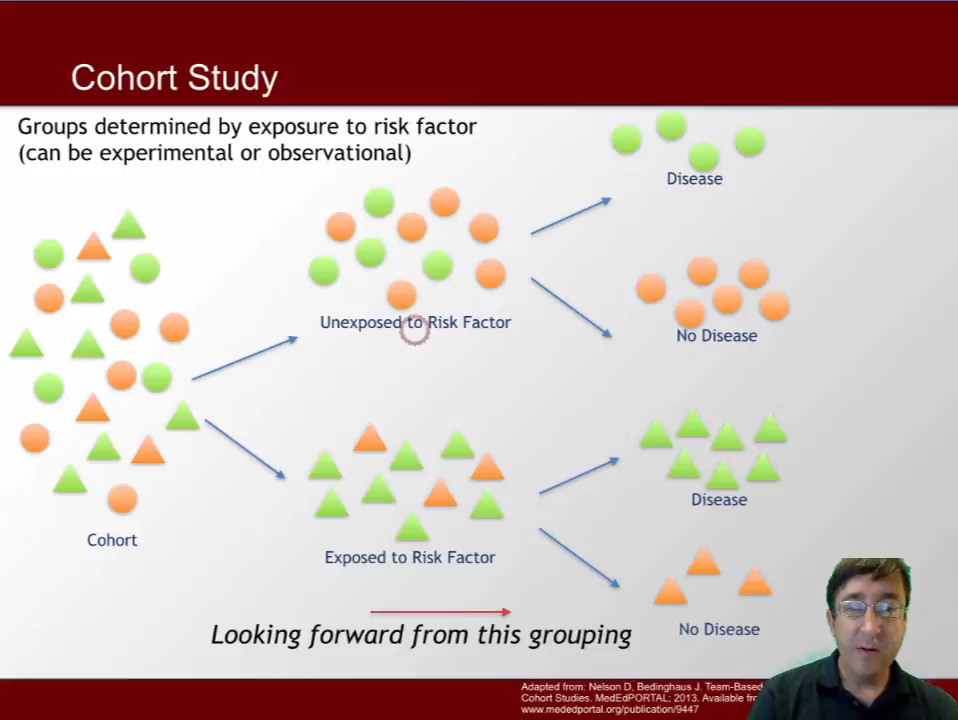 Cohort Study
Groups determined by exposure to risk factor
(can be experimental or observational)
Disease
Unexposed to Risk Factor
No Disease
Disease
Cohort
Exposed to Risk Factor
No Disease
Looking forward from this grouping
Adapted from: Nelson D, Bedinghaus J. Team-Based
Cohort Studies. MedEdPORTAL; 2013. Available
www.mededportal.org/publication/9447